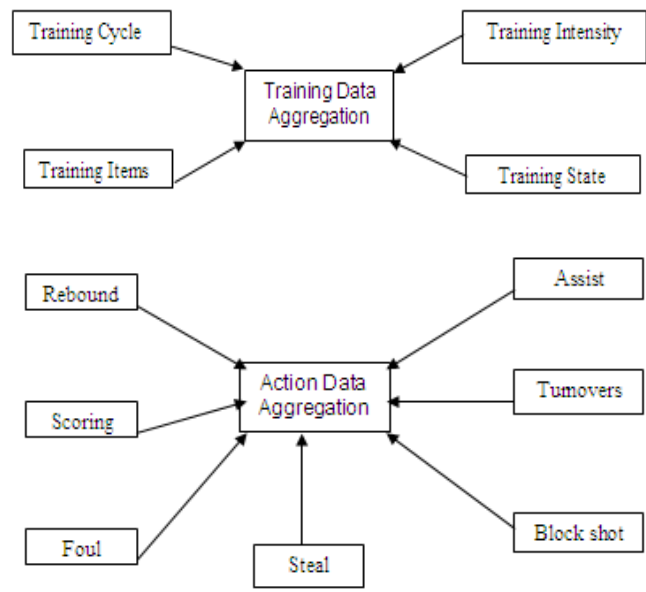 Training Cycle
Training Intensity
Training Data
Aggregation
Training Items
Training State
Rebound
Assist
Action Data
Aggregation
Turnovers
Scoring
Foul
Steal
Block shot